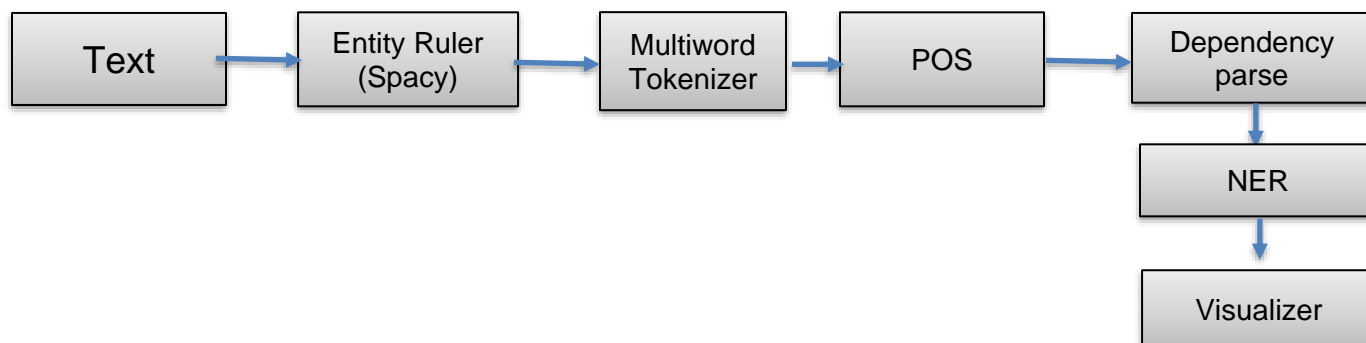 Text
Entity Ruler
(Spacy)
Multiword
Tokenizer
POS
Dependency
parse
NER
Visualizer